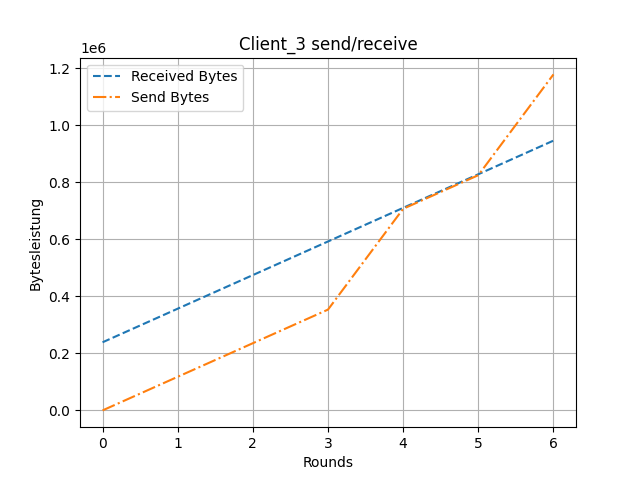 Client_3 send/receive
1e6
Received Bytes
Send Bytes
1.2
1.0
0.8
0.6
0.4
0.2
0.0
Bytesleistung
0 1 2 3 4 5 6
Rounds